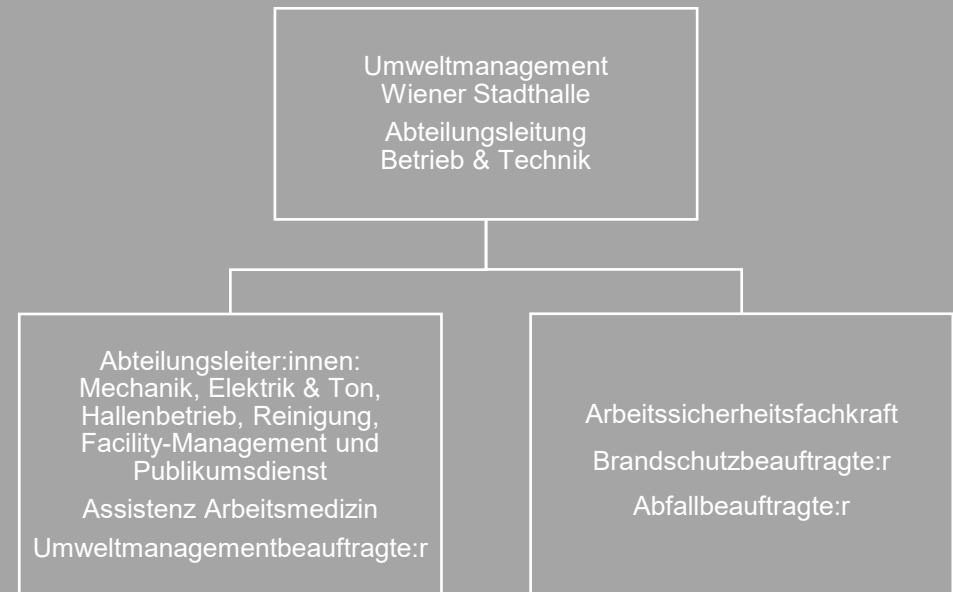 Umweltmanagement
Wiener Stadthalle
Abteilungsleitung
Betrieb & Technik
Abteilungsleiter:innen:
Mechanik, Elektrik & Ton,
Hallenbetrieb, Reinigung,
Facility-Management und
Publikumsdienst
Assistenz Arbeitsmedizin
Umweltmanagementbeauftragte:r
Arbeitssicherheitsfachkraft
Brandschutzbeauftragte:r
Abfallbeauftragte:r